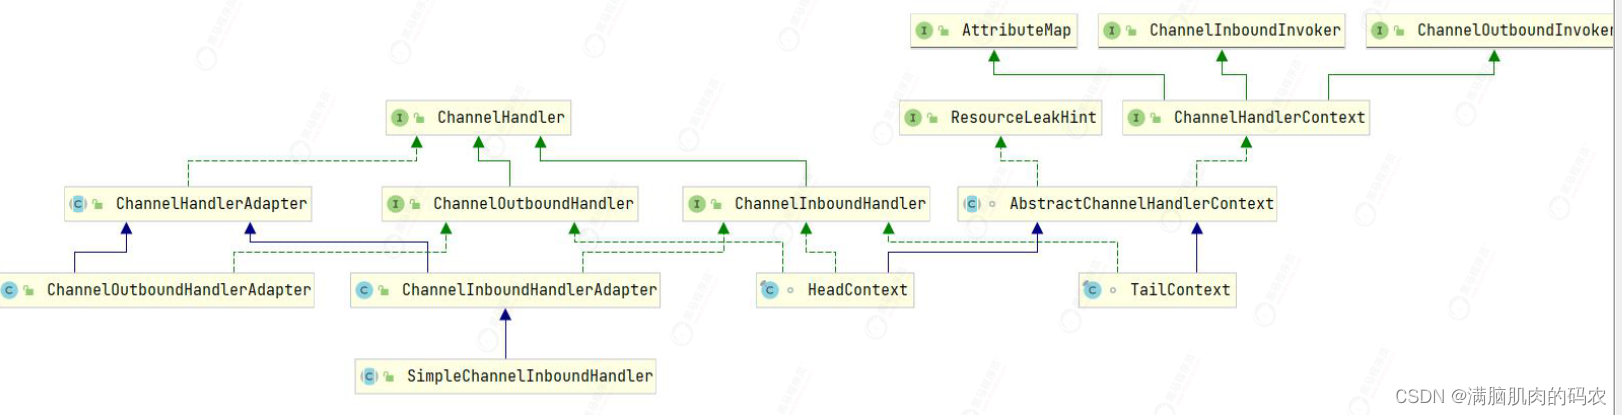 AttributeMap
ChannelInboundInvoker
ChannelOutboundInvoker
ChannelHandler
ResourceLeakHint
ChannelHandlerContext
ChannelHandlerAdapter
ChannelOutboundHandler
ChannelInboundHandler
AbstractChannelHandlerContext
ChannelOutboundHandlerAdapter
ChannelInboundHandlerAdapter
HeadContext
TailContext
SimpleChannelInboundHandler
CSDN @满脑肌肉的码农